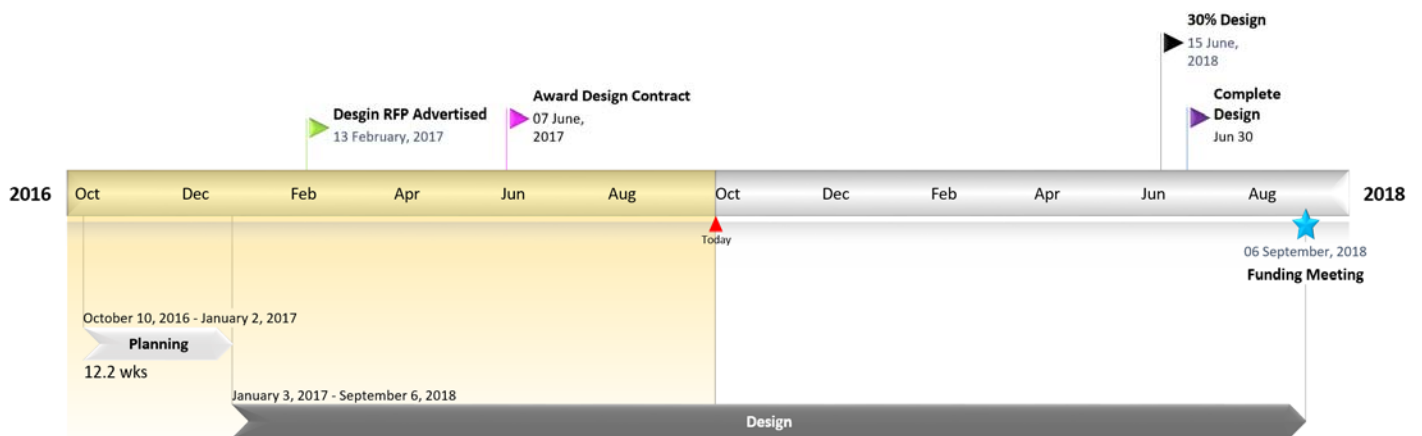 30% Design
15 June,
2018
Desgin RFP Advertised
13 February, 2017
Award Design Contract
07 June,
2017
Complete
Design
Jun 30
2016 Oct Dec Feb Apr Jun Aug Oct Dec Feb Apr Jun Aug 2018
Today
06 September, 2018
Funding Meeting
October 10, 2016 - January 2, 2017
Planning
12.2 wks
January 3, 2017 - September 6, 2018
Design